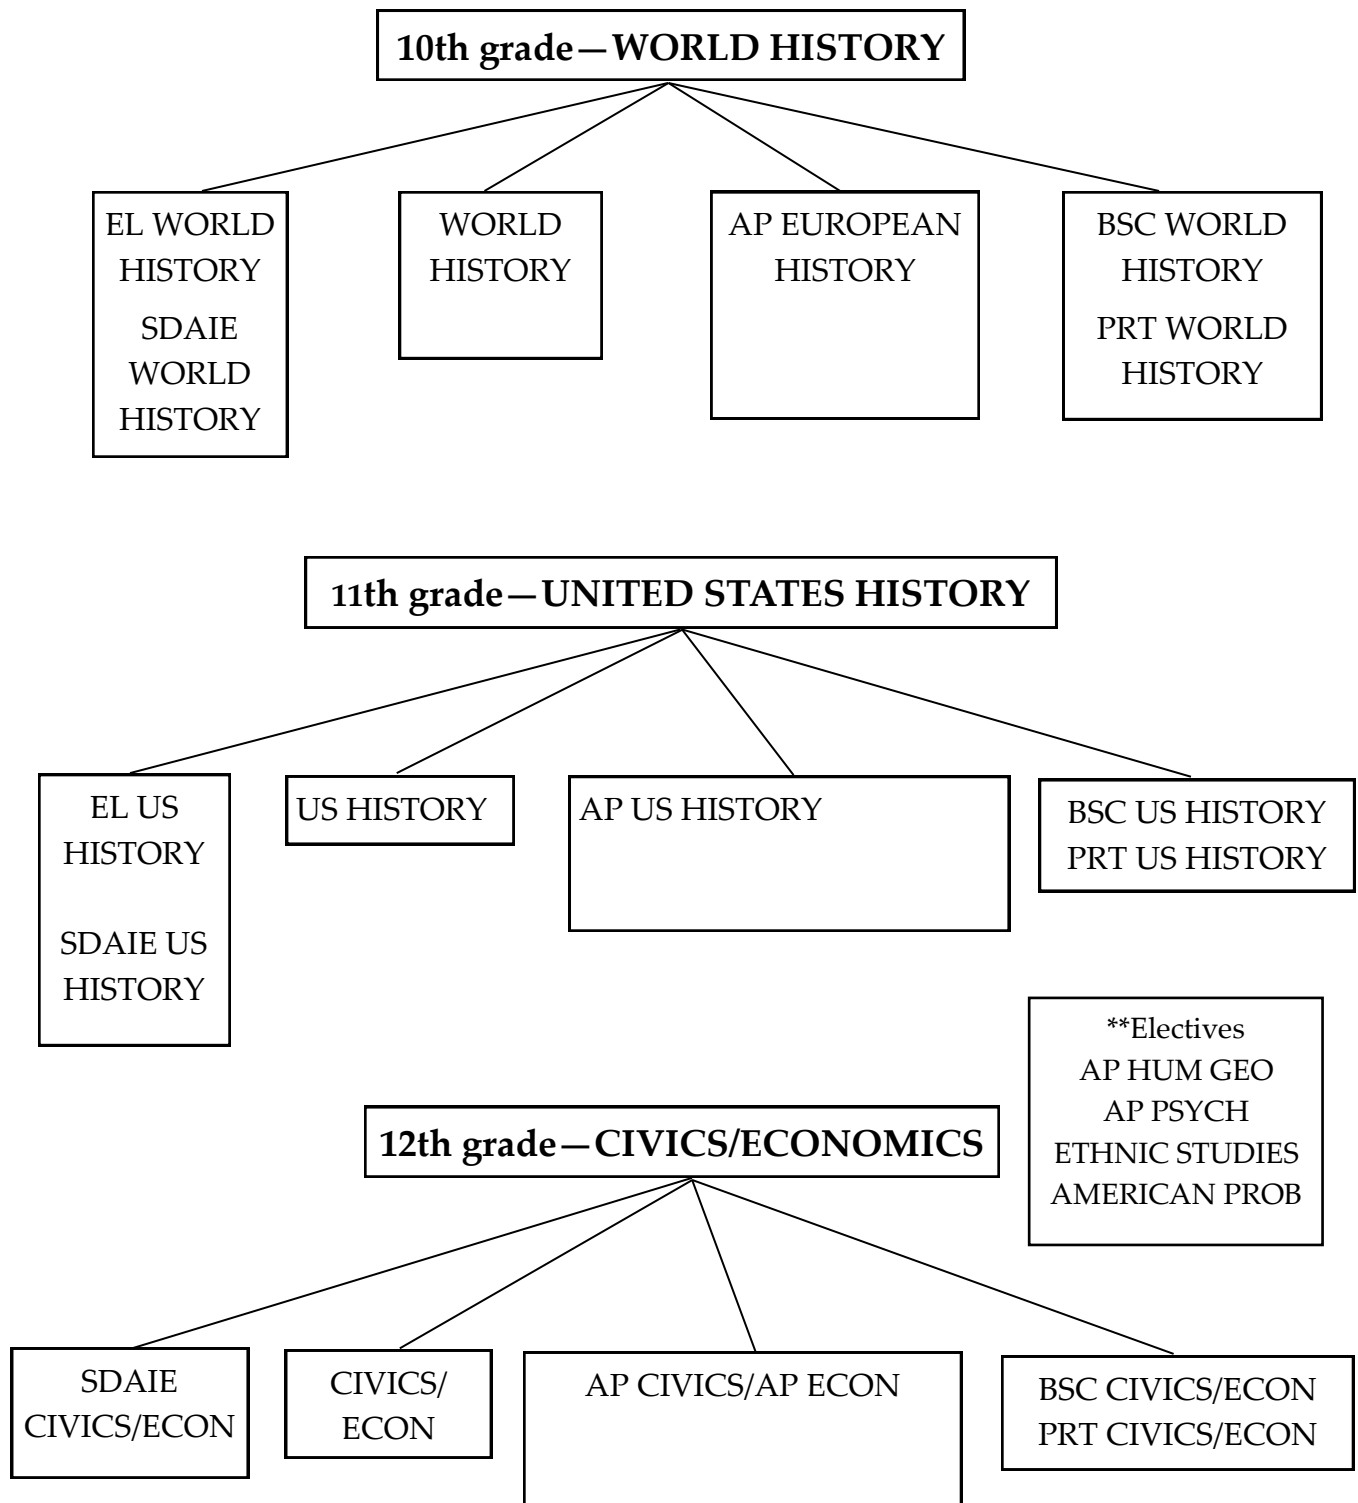 10th grade—WORLD HISTORY
EL WORLD
HISTORY
SDAIE
WORLD
HISTORY
WORLD
HISTORY
AP EUROPEAN
HISTORY
BSC WORLD
HISTORY
PRT WORLD
HISTORY
11th grade—UNITED STATES HISTORY
EL US
HISTORY
SDAIE US
HISTORY
US HISTORY
AP US HISTORY
BSC US HISTORY
PRT US HISTORY
**Electives
AP HUM GEO
AP PSYCH
ETHNIC STUDIES
AMERICAN PROB
12th grade—CIVICS/ECONOMICS
SDAIE
CIVICS/ECON
CIVICS/
ECON
AP CIVICS/AP ECON
BSC CIVICS/ECON
PRT CIVICS/ECON